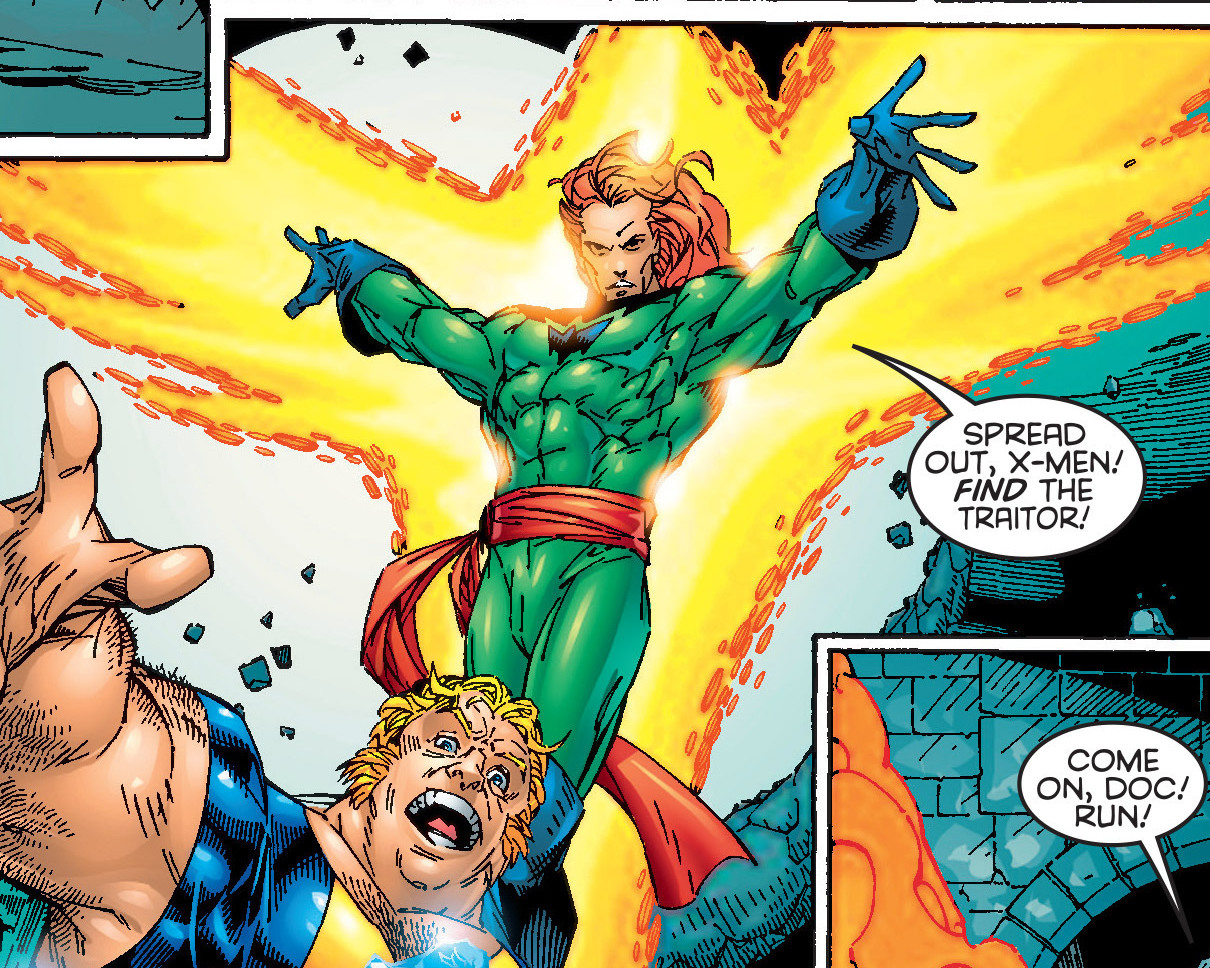 SPREAD
OUT, X-MEN!
FIND THE
TRAITOR!
COME
ON, DOC!
RUN!